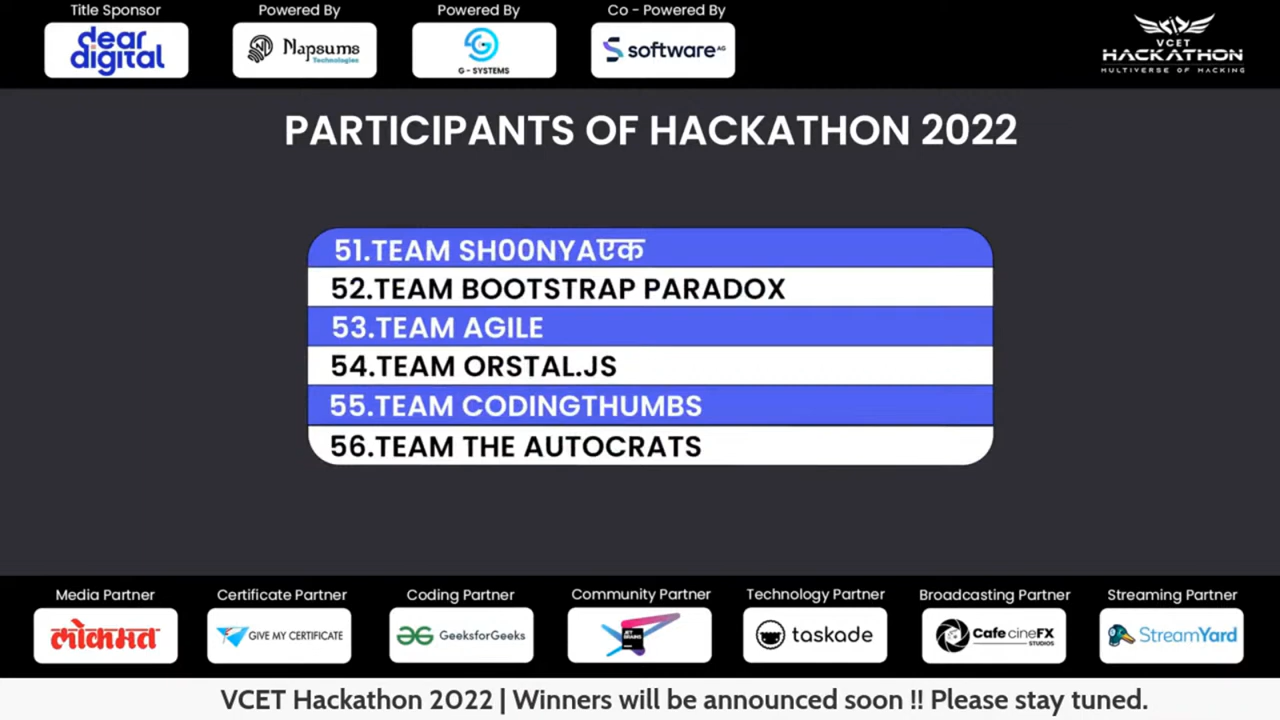 Title Sponsor
Powered By
Powered By
Co - Powered By
dear
digital
Napsums
Technologies
G - SYSTEMS
software AG
VCET
HACKATHON
MULTIVERSE OF HACKING
PARTICIPANTS OF HACKATHON 2022
51.TEAM SH00NYAएक
52.TEAM BOOTSTRAP PARADOX
53.TEAM AGILE
54.TEAM ORSTAL.JS
55.TEAM CODINGTHUMBS
56.TEAM THE AUTOCRATS
Media Partner
Certificate Partner
Coding Partner
Community Partner
Technology Partner
Broadcasting Partner
Streaming Partner
लोकमत
GIVE MY CERTIFICATE
GeeksforGeeks
JET
BRAINS
taskade
Cafe cineFX
STUDIOS
StreamYard
VCET Hackathon 2022 | Winners will be announced soon !! Please stay tuned.